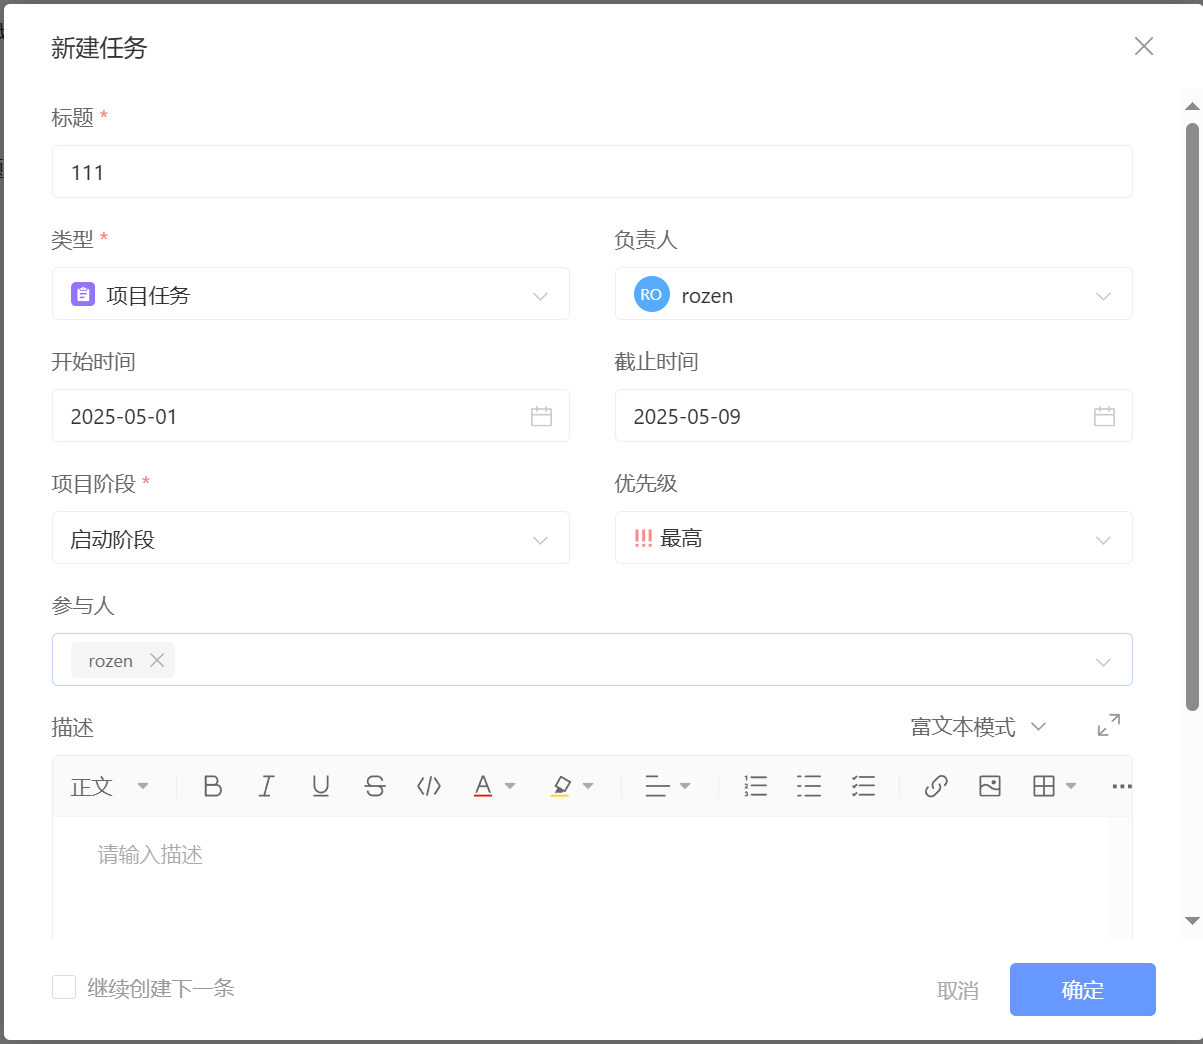 新建任务
标题 *
111
类型 * 负责人
项目任务 RO rozen
开始时间 截止时间
2025-05-01 2025-05-09
项目阶段 * 优先级
启动阶段 !!! 最高
参与人
rozen
描述 富文本模式
正文 B I U S </> A
请输入描述
继续创建下一条 取消 确定